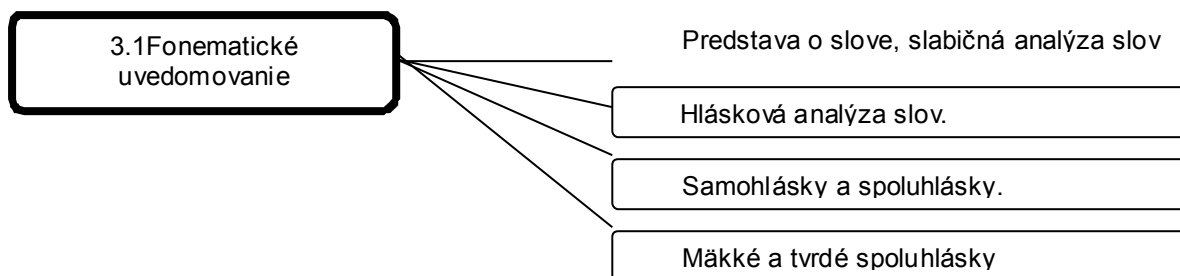 3.1Fonematické
uvedomovanie
Predstava o slove, slabičná analýza slov
Hlásková analýza slov.
Samohlásky a spoluhlásky.
Mäkké a tvrdé spoluhlásky